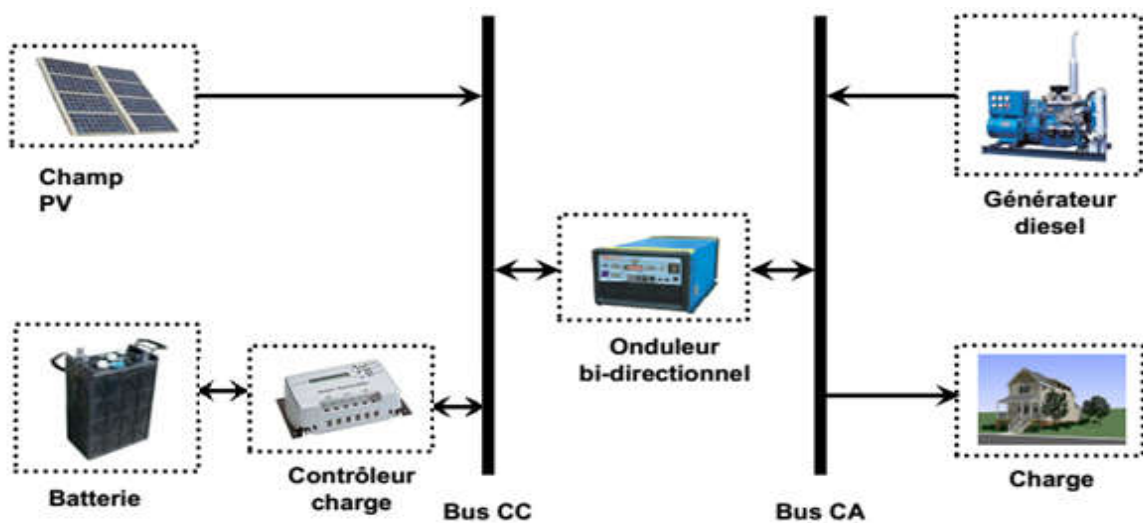 Champ
PV
Générateur
diesel
Onduleur
bi-directionnel
Batterie
Contrôleur
charge
Bus CC
Bus CA
Charge